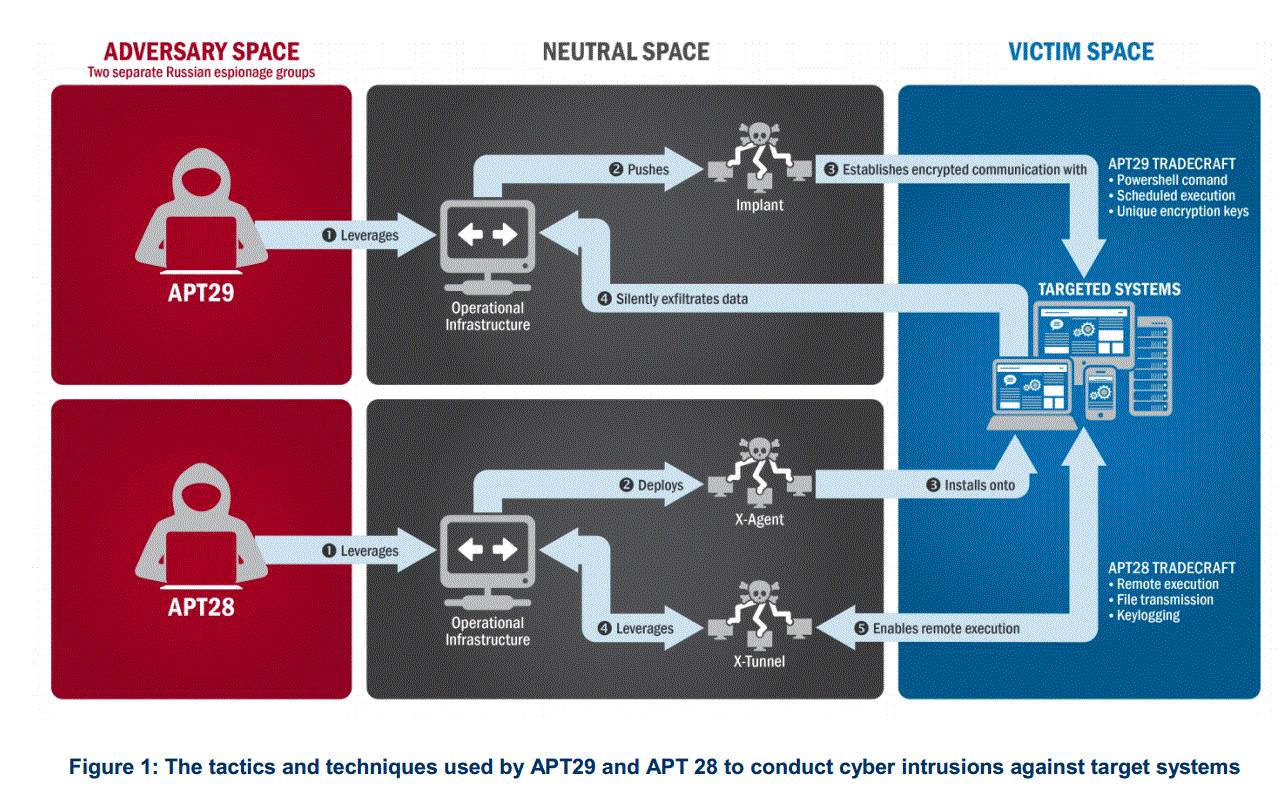 ADVERSARY SPACE
Two separate Russian espionage groups
NEUTRAL SPACE
VICTIM SPACE
❶ Leverages
APT29
❷ Pushes
Implant
Operational
Infrastructure
❸ Establishes encrypted communication with
❹ Silently exfiltrates data
APT29 TRADECRAFT
• Powershell comand
• Scheduled execution
• Unique encryption keys
TARGETED SYSTEMS
❶ Leverages
APT28
❷ Deploys
X-Agent
Operational
Infrastructure
❸ Installs onto
❹ Leverages
X-Tunnel
❺ Enables remote execution
APT28 TRADECRAFT
• Remote execution
• File transmission
• Keylogging
Figure 1: The tactics and techniques used by APT29 and APT 28 to conduct cyber intrusions against target systems